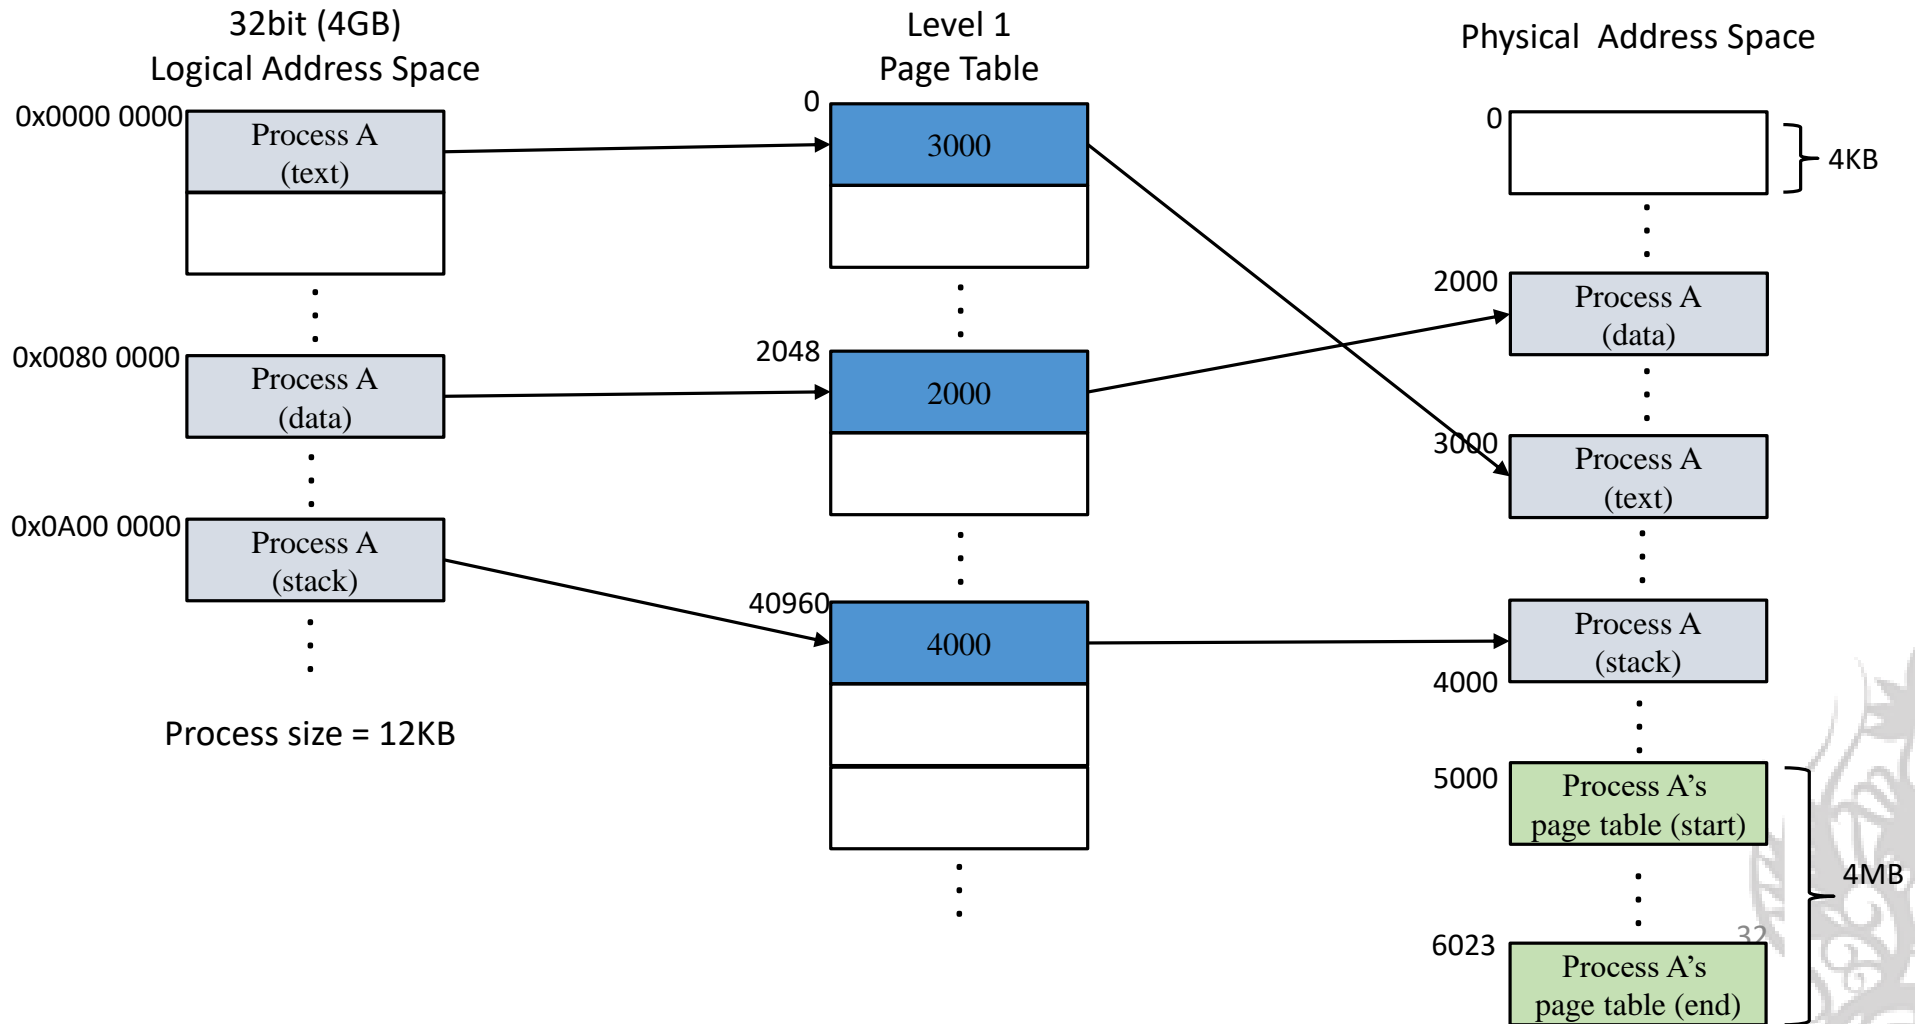 32bit (4GB)
Logical Address Space
0x0000 0000
Process A
(text)
0x0080 0000
Process A
(data)
0x0A00 0000
Process A
(stack)
Process size = 12KB
Level 1
Page Table
0
3000
2048
2000
40960
4000
Physical Address Space
0
4KB
2000
Process A
(data)
3000
Process A
(text)
Process A
(stack)
4000
5000
Process A's
page table (start)
4MB
6023
32
Process A's
page table (end)